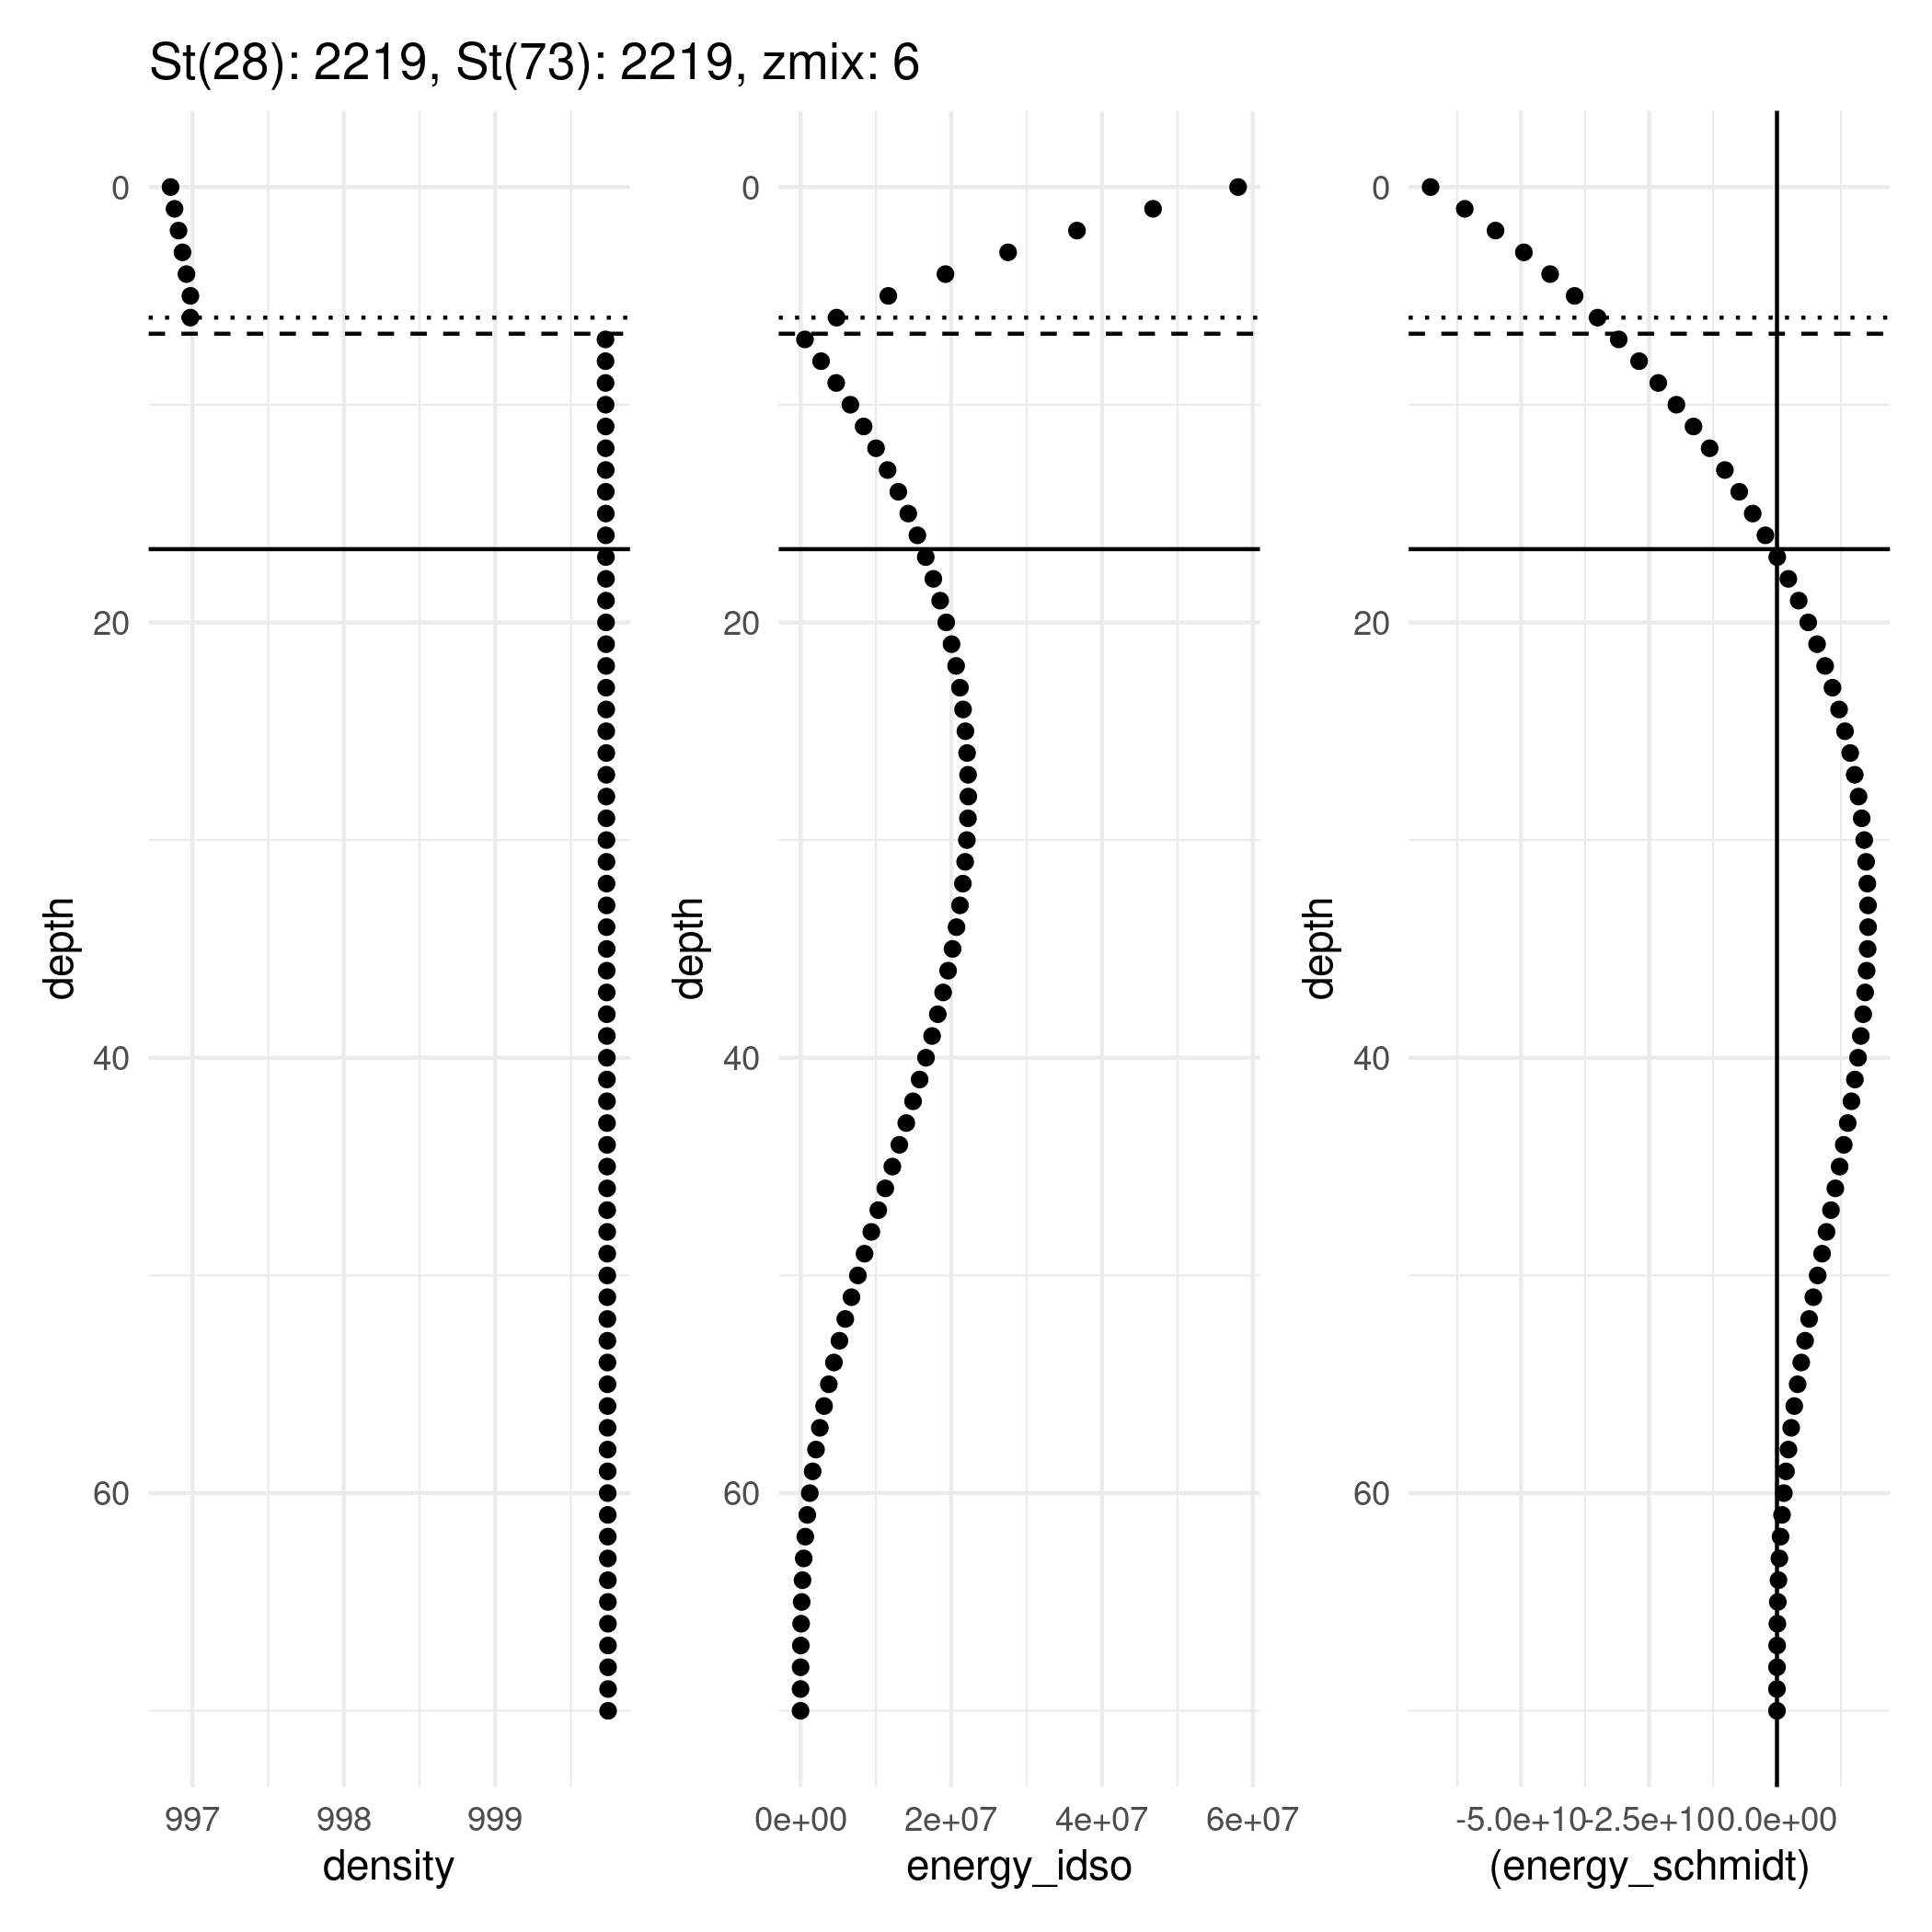 St(28): 2219, St(73): 2219, zmix: 6
depth
0
20
40
60
997 998 999
density
depth
0
20
40
60
0e+00 2e+07 4e+07 6e+07
energy_idso
depth
0
20
40
60
-5.0e+10 -2.5e+10 0.0e+00
(energy_schmidt)